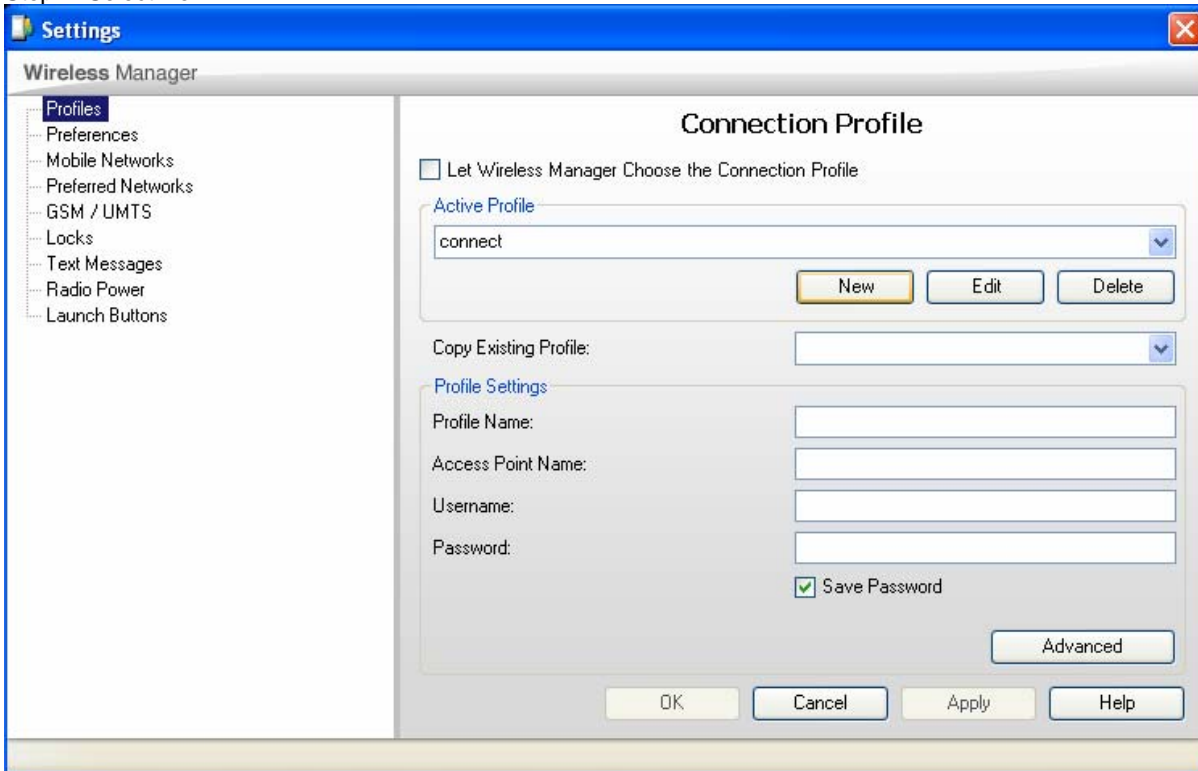 Settings
Wireless Manager
Profiles
Preferences
Mobile Networks
Preferred Networks
GSM / UMTS
Locks
Text Messages
Radio Power
Launch Buttons
Connection Profile
Let Wireless Manager Choose the Connection Profile
Active Profile
connect
New Edit Delete
Copy Existing Profile:
Profile Settings
Profile Name:
Access Point Name:
Username:
Password:
Save Password
Advanced
OK Cancel Apply Help